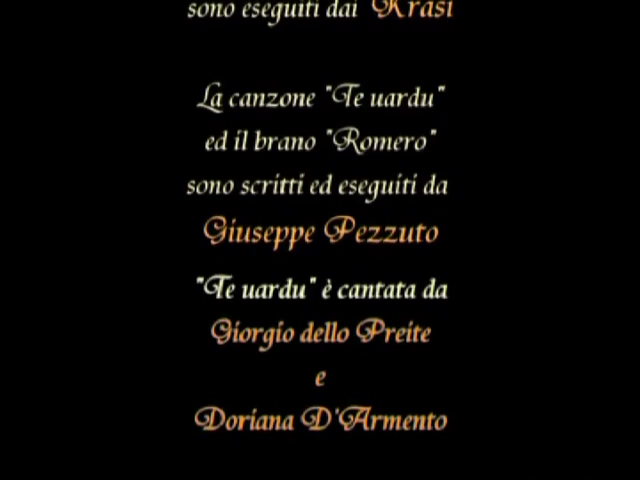 sono eseguiti dai Krasi
La canzone "Te uardu"
ed il brano "Romero"
sono scritti ed eseguiti da
Giuseppe Pezzuto
"Te uardu" è cantata da
Giorgio dello Preite
e
Doriana D'Armento